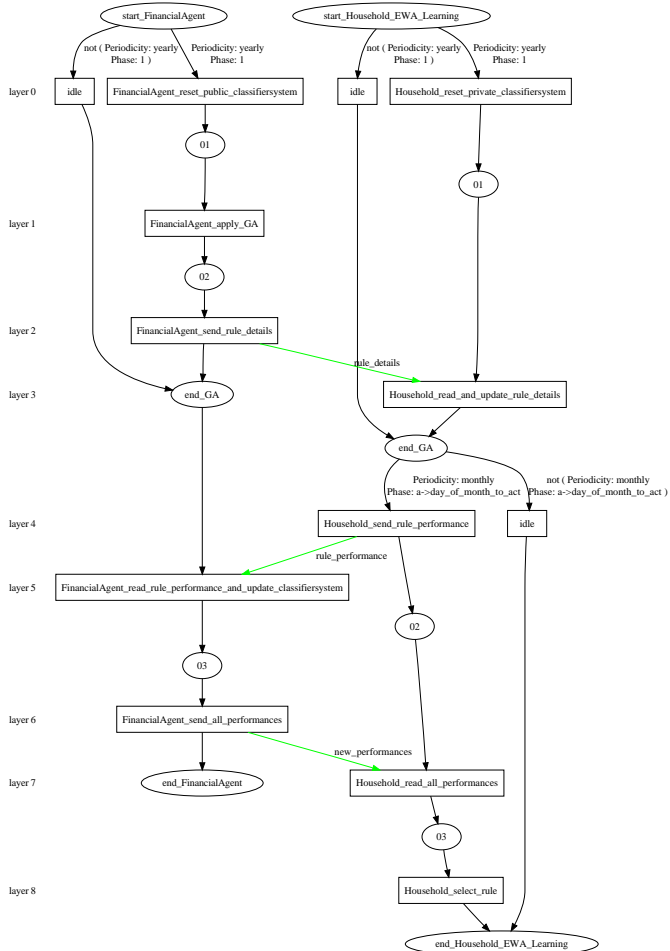 start_FinancialAgent
start_Household_EWA_Learning
not ( Periodicity: yearly
Phase: 1 )
Periodicity: yearly
Phase: 1
not ( Periodicity: yearly
Phase: 1 )
Periodicity: yearly
Phase: 1
layer 0
idle
FinancialAgent_reset_public_classifiersystem
idle
Household_reset_private_classifiersystem
01
01
layer 1
FinancialAgent_apply_GA
02
layer 2
FinancialAgent_send_rule_details
rule_details
layer 3
end_GA
Household_read_and_update_rule_details
end_GA
Periodicity: monthly
Phase: a->day_of_month_to_act
not ( Periodicity: monthly
Phase: a->day_of_month_to_act )
layer 4
Household_send_rule_performance
idle
rule_performance
layer 5
FinancialAgent_read_rule_performance_and_update_classifiersystem
02
03
layer 6
FinancialAgent_send_all_performances
new_performances
layer 7
end_FinancialAgent
Household_read_all_performances
03
layer 8
Household_select_rule
end_Household_EWA_Learning